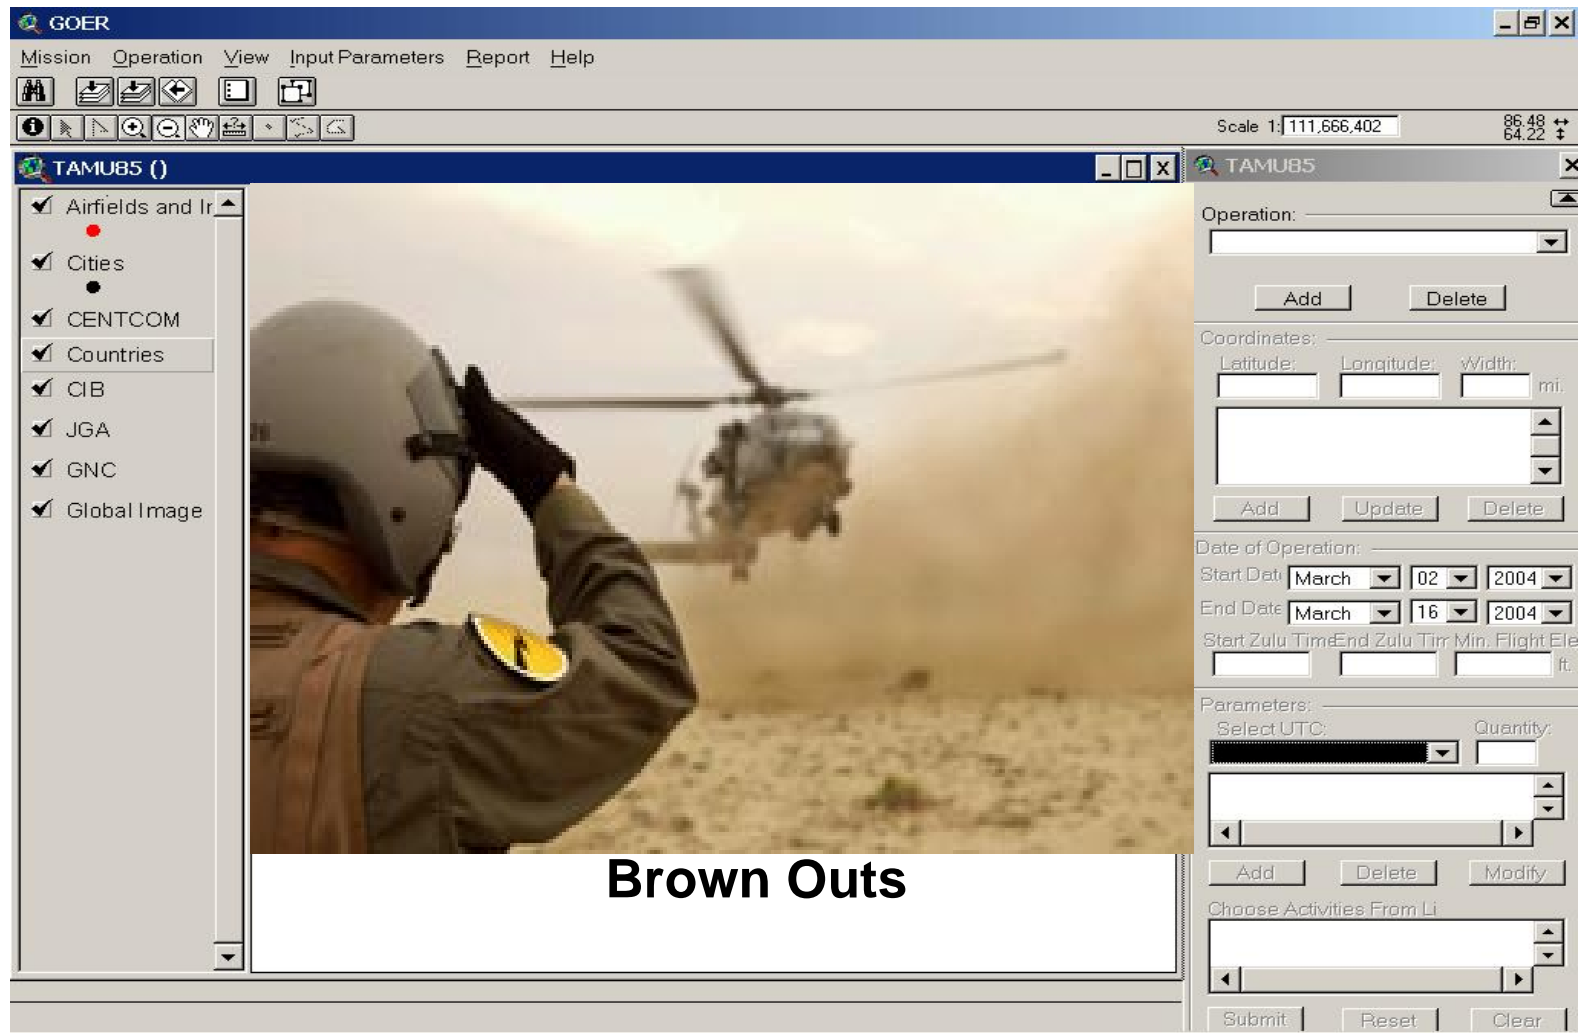 GOER
Mission Operation View Input Parameters Report Help
Scale 1: 111,666,402 86.48
64.22
TAMU85 ()
Airfields and Ir
Cities
CENTCOM
Countries
CIB
JGA
GNC
Global Image
Brown Outs
TAMU85
Operation:
Add Delete
Coordinates:
Latitude: Longitude: Width:
mi.
Add Update Delete
Date of Operation:
Start Dat March 02 2004
End Date March 16 2004
Start Zulu Time End Zulu Tim Min. Flight Ele
ft.
Parameters:
Select UTC: Quantity:
Add Delete Modify
Choose Activities From Li
Submit Reset Clear